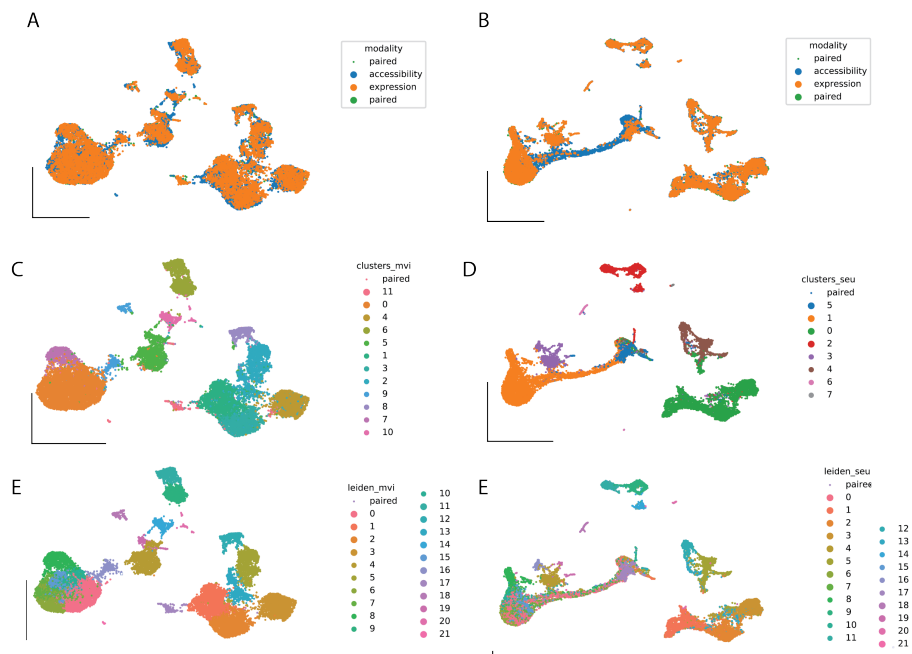 A
modality
paired
accessibility
expression
paired
B
modality
paired
accessibility
expression
paired
C
clusters_mvi
paired
11
0
4
6
5
1
3
2
9
8
7
10
D
clusters_seu
paired
5
1
0
2
3
4
6
7
E
leiden_mvi
paired
0
1
2
3
4
5
6
7
8
9
10
11
12
13
14
15
16
17
18
19
20
21
E
leiden_seu
paire
0
1
2
3
4
5
6
7
8
9
10
11
12
13
14
15
16
17
18
19
20
21